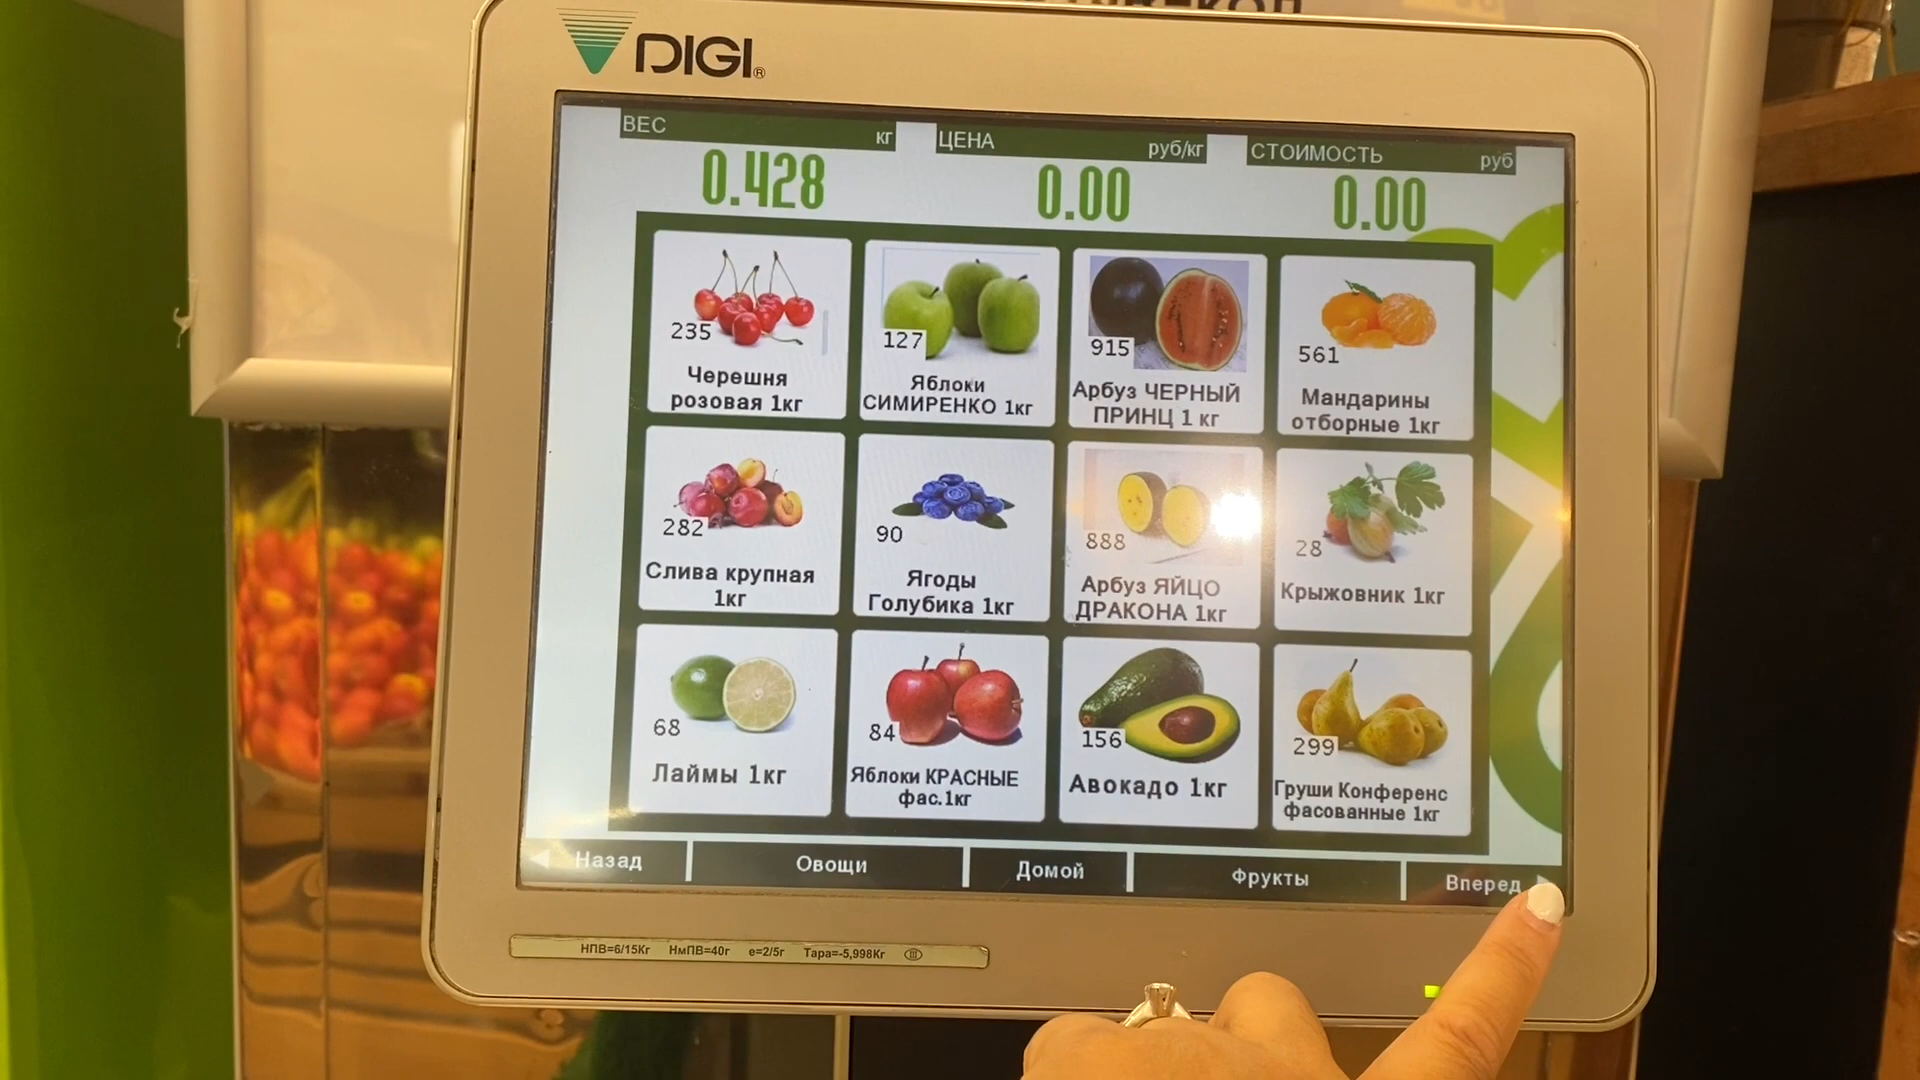 DIGI®
ВЕС кг ЦЕНА руб/кг СТОИМОСТЬ руб
0.428 0.00 0.00
235
Черешня
розовая 1кг
127
Яблоки
СИМИРЕНКО 1кг
915
Арбуз ЧЕРНЫЙ
ПРИНЦ 1 кг
561
Мандарины
отборные 1кг
282
Слива крупная
1кг
90
Ягоды
Голубика 1кг
888
Арбуз ЯЙЦО
ДРАКОНА 1кг
28
Крыжовник 1кг
68
Лаймы 1кг
84
Яблоки КРАСНЫЕ
фас.1кг
156
Авокадо 1кг
299
Груши Конференс
фасованные 1кг
Назад Овощи Домой Фрукты Вперед
НПВ=6/15Кг НмПВ=40г е=2/5г Тара=-5,998Кг III